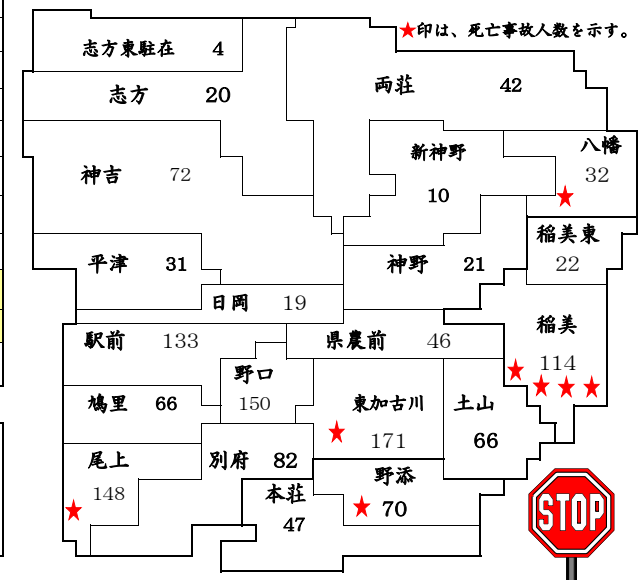 ★印は、死亡事故人数を示す。
志方東駐在 4
志方 20
両荘 42
新神野
10
八幡
32
神吉 72
稲美東
22
平津 31
神野 21
日岡 19
稲美
114
駅前 133
県農前 46
野口
150
鳩里 66
東加古川
171
土山
66
尾上
148
別府 82
野添
70
本荘
47
STOP